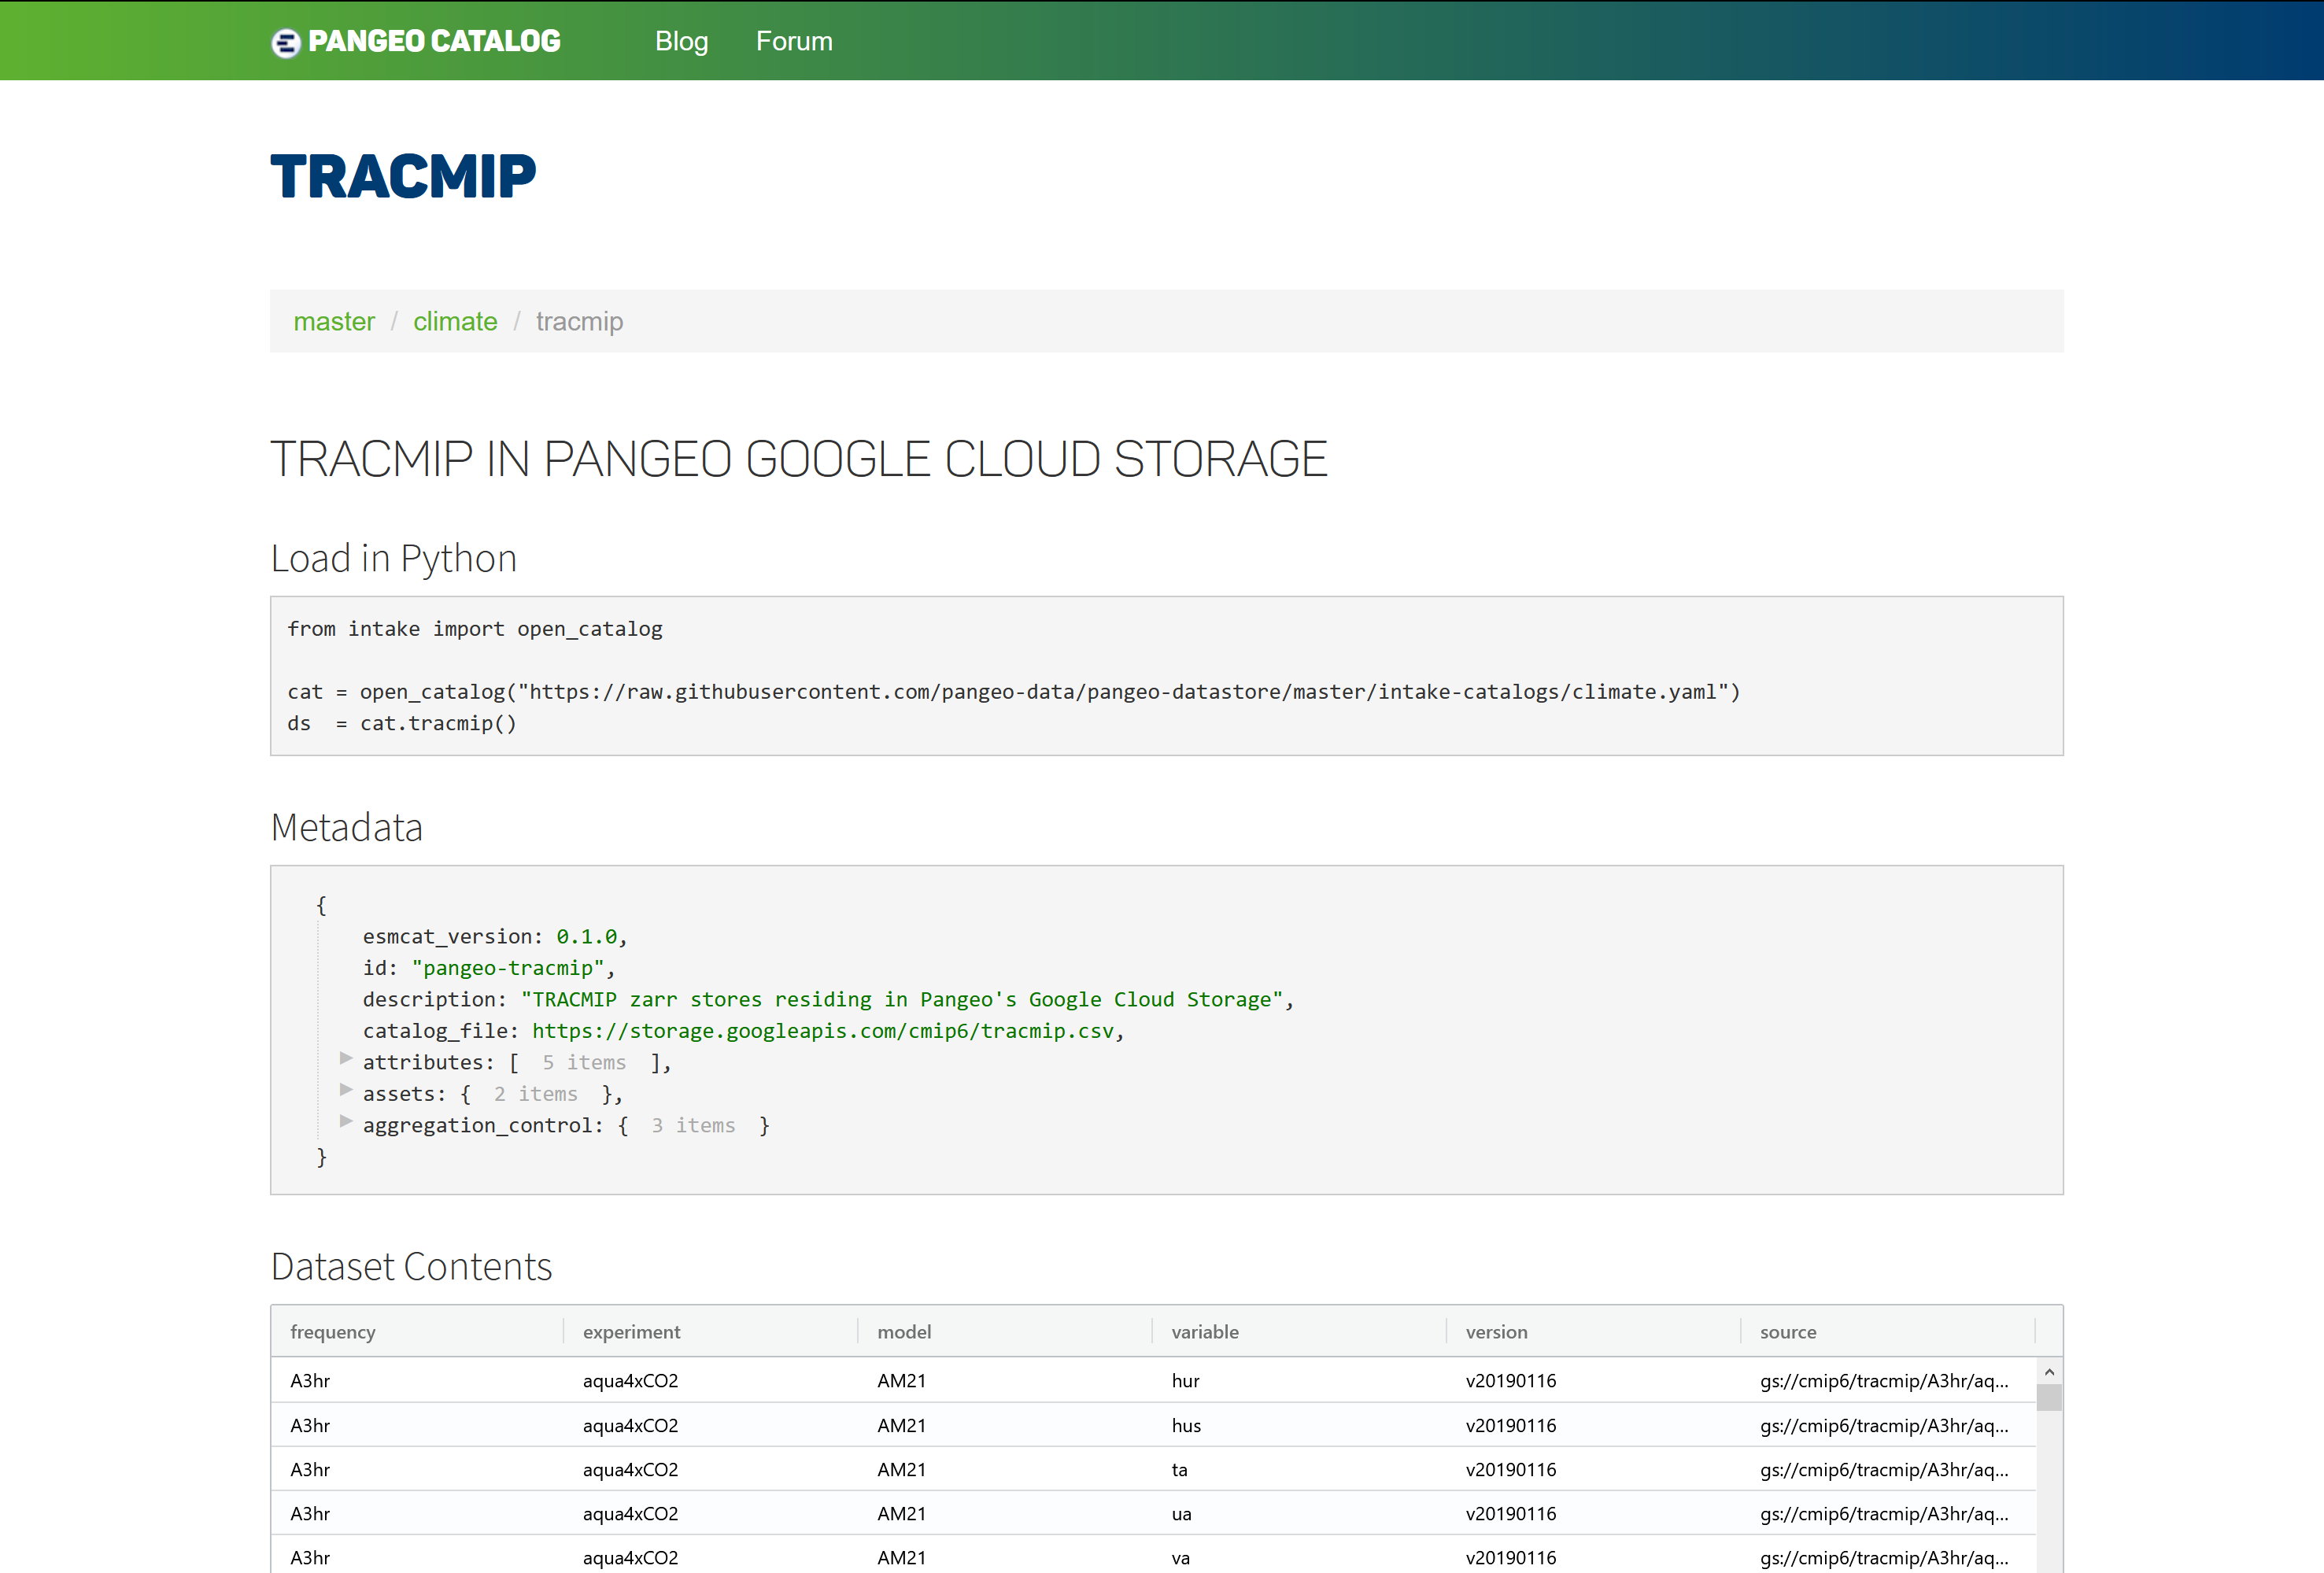 PANGEO CATALOG Blog Forum
TRACMIP
master / climate / tracmip
TRACMIP IN PANGEO GOOGLE CLOUD STORAGE
Load in Python
from intake import open_catalog
cat = open_catalog("https://raw.githubusercontent.com/pangeo-data/pangeo-datastore/master/intake-catalogs/climate.yaml")
ds  = cat.tracmip()
Metadata
{
esmcat_version: 0.1.0,
id: "pangeo-tracmip",
description: "TRACMIP zarr stores residing in Pangeo's Google Cloud Storage",
catalog_file: https://storage.googleapis.com/cmip6/tracmip.csv,
attributes: [ 5 items ],
assets: { 2 items },
aggregation_control: { 3 items }
}
Dataset Contents
frequency experiment model variable version source
A3hr aqua4xCO2 AM21 hur v20190116 gs://cmip6/tracmip/A3hr/aq...
A3hr aqua4xCO2 AM21 hus v20190116 gs://cmip6/tracmip/A3hr/aq...
A3hr aqua4xCO2 AM21 ta v20190116 gs://cmip6/tracmip/A3hr/aq...
A3hr aqua4xCO2 AM21 ua v20190116 gs://cmip6/tracmip/A3hr/aq...
A3hr aqua4xCO2 AM21 va v20190116 gs://cmip6/tracmip/A3hr/aq...